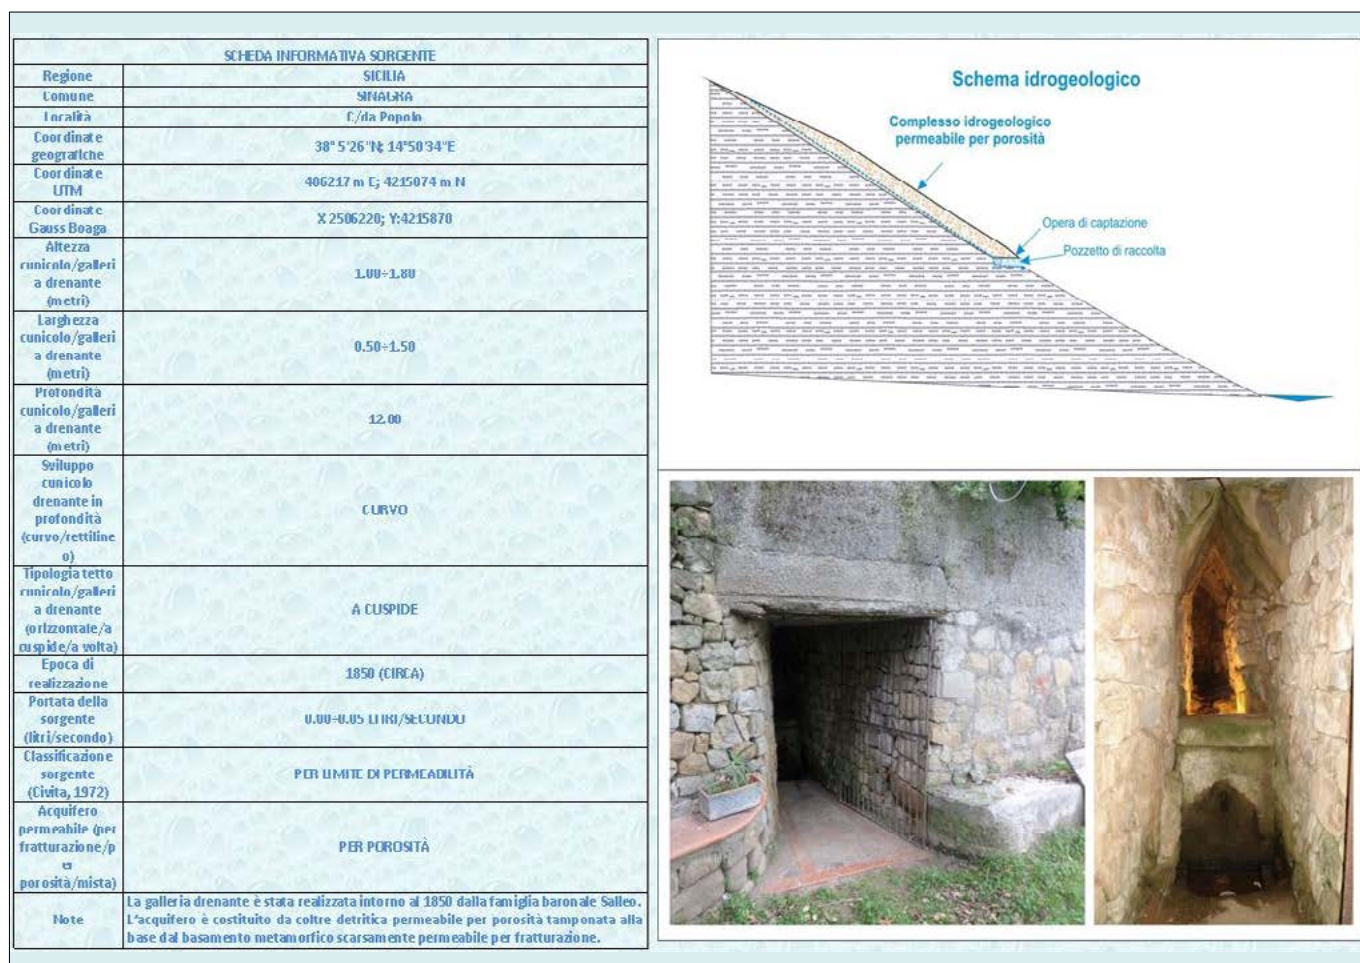 SCHEDA INFORMATIVA SORGENTE
Regione
SICILIA
Comune
SINAGRA
Località
C/da Popolo
Coordinate
geografiche
38° 5'26"N; 14°50'34"E
Coordinate
UTM
406217 m E; 4215074 m N
Coordinate
Gauss Boaga
X 2506220; Y:4215870
Altezza
cunicolo/galleri
a drenante
(metri)
1.00÷1.80
Larghezza
cunicolo/galleri
a drenante
(metri)
0.50÷1.50
Profondità
cunicolo/galleri
a drenante
(metri)
12.00
Sviluppo
cunicolo
drenante in
profondità
(curvo/rettiline
o)
CURVO
Tipologia tetto
cunicolo/galleri
a drenante
(orizzontale/a
cuspide/a volta)
A CUSPIDE
Epoca di
realizzazione
1850 (CIRCA)
Portata della
sorgente
(litri/secondo)
0.00÷0.05 LITRI/SECONDO
Classificazione
sorgente
(Civita, 1972)
PER LIMITE DI PERMEABILITÀ
Acquifero
permeabile (per
fratturazione/p
er
porosità/mista)
PER POROSITÀ
Note
La galleria drenante è stata realizzata intorno al 1850 dalla famiglia baronale Salleo.
L'acquifero è costituito da coltre detritica permeabile per porosità tamponata alla
base dal basamento metamorfico scarsamente permeabile per fratturazione.
Schema idrogeologico
Complesso idrogeologico
permeabile per porosità
Opera di captazione
Pozzetto di raccolta